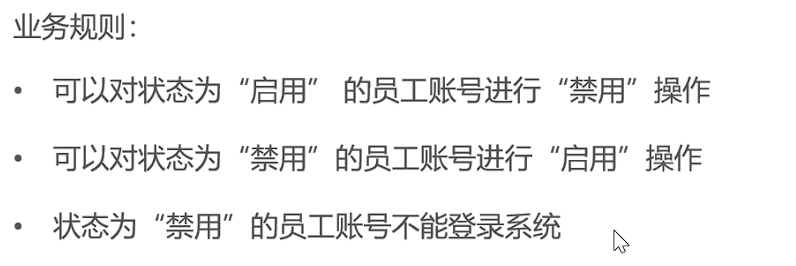 业务规则：
• 可以对状态为“启用” 的员工账号进行“禁用”操作
• 可以对状态为“禁用”的员工账号进行“启用”操作
• 状态为“禁用”的员工账号不能登录系统